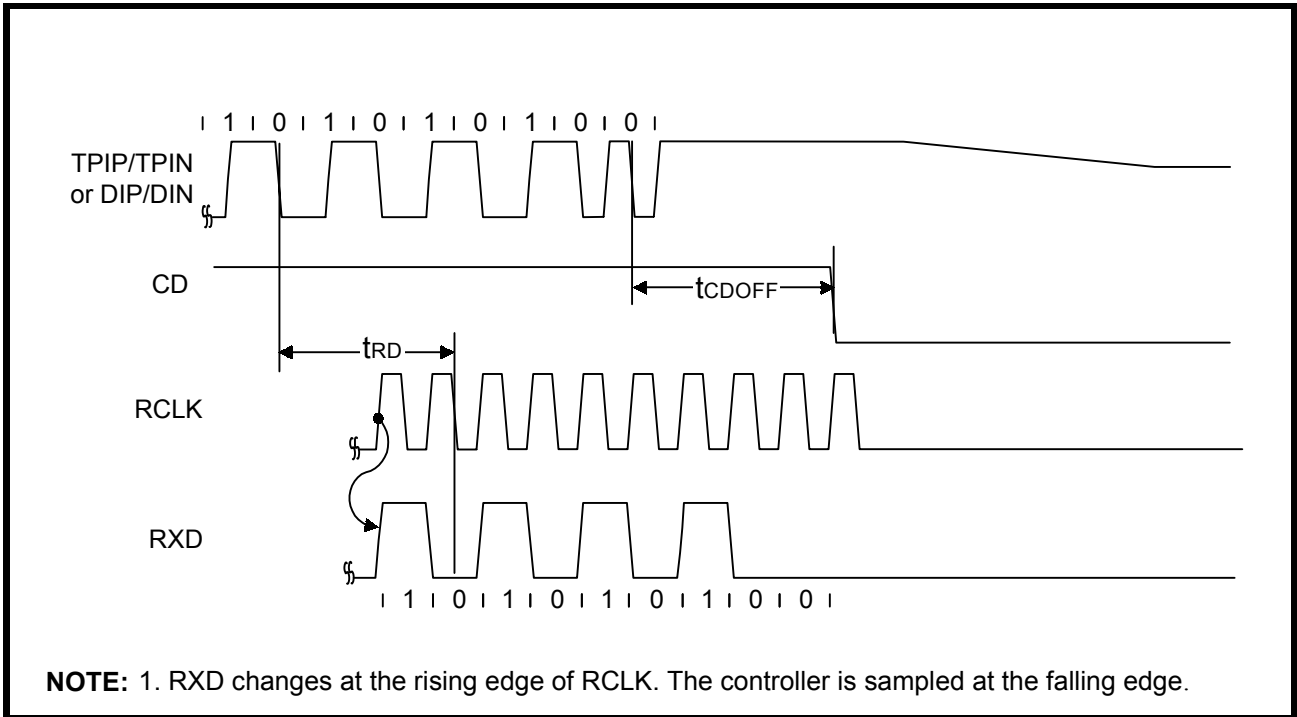 1 0 1 0 1 0 1 0 0
TPIP/TPIN
or DIP/DIN
CD
tCDOFF
tRD
RCLK
RXD
1 0 1 0 1 0 1 0 0
NOTE: 1. RXD changes at the rising edge of RCLK. The controller is sampled at the falling edge.